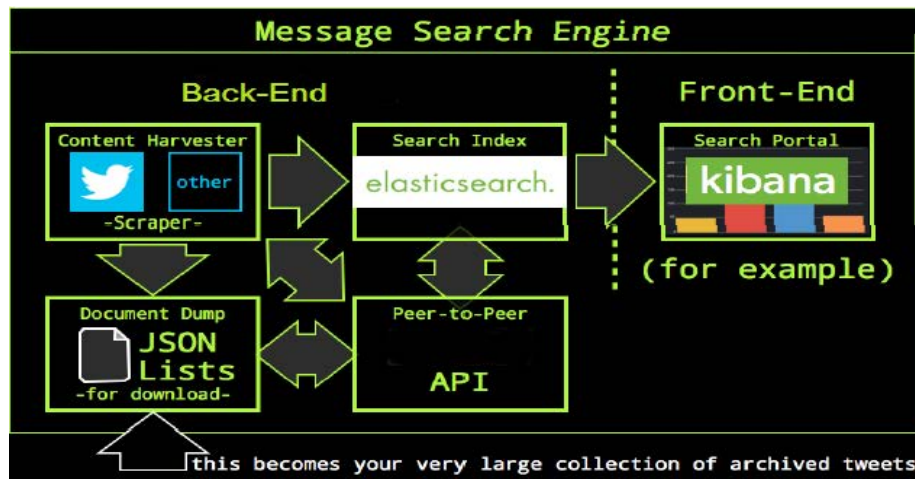 Message Search Engine
Back-End
Front-End
Content Harvester
other
-Scraper-
Search Index
elasticsearch.
Search Portal
kibana
(for example)
Document Dump
JSON
Lists
-for download-
Peer-to-Peer
API
this becomes your very large collection of archived tweets